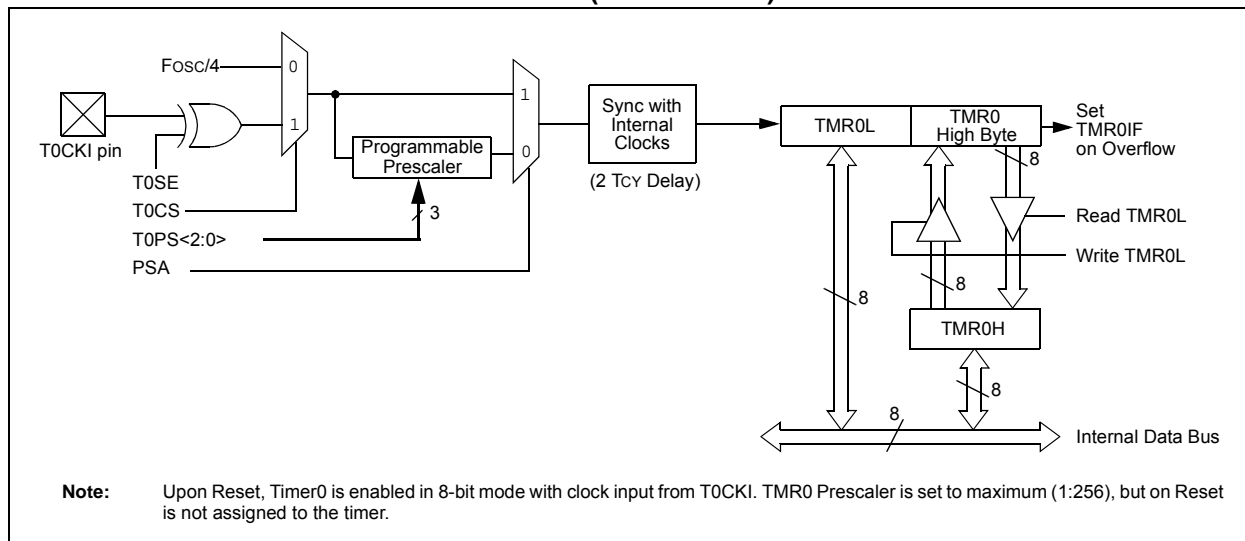 FOSC/4
0
1
T0CKI pin
T0SE
T0CS
T0PS<2:0>
PSA
Programmable
Prescaler
3
1
0
Sync with
Internal
Clocks
(2 TCY Delay)
TMR0L
TMR0
High Byte
Set
TMR0IF
on Overflow
8
Read TMR0L
Write TMR0L
8
8
TMR0H
8
8
Internal Data Bus
Note: Upon Reset, Timer0 is enabled in 8-bit mode with clock input from T0CKI. TMR0 Prescaler is set to maximum (1:256), but on Reset
is not assigned to the timer.